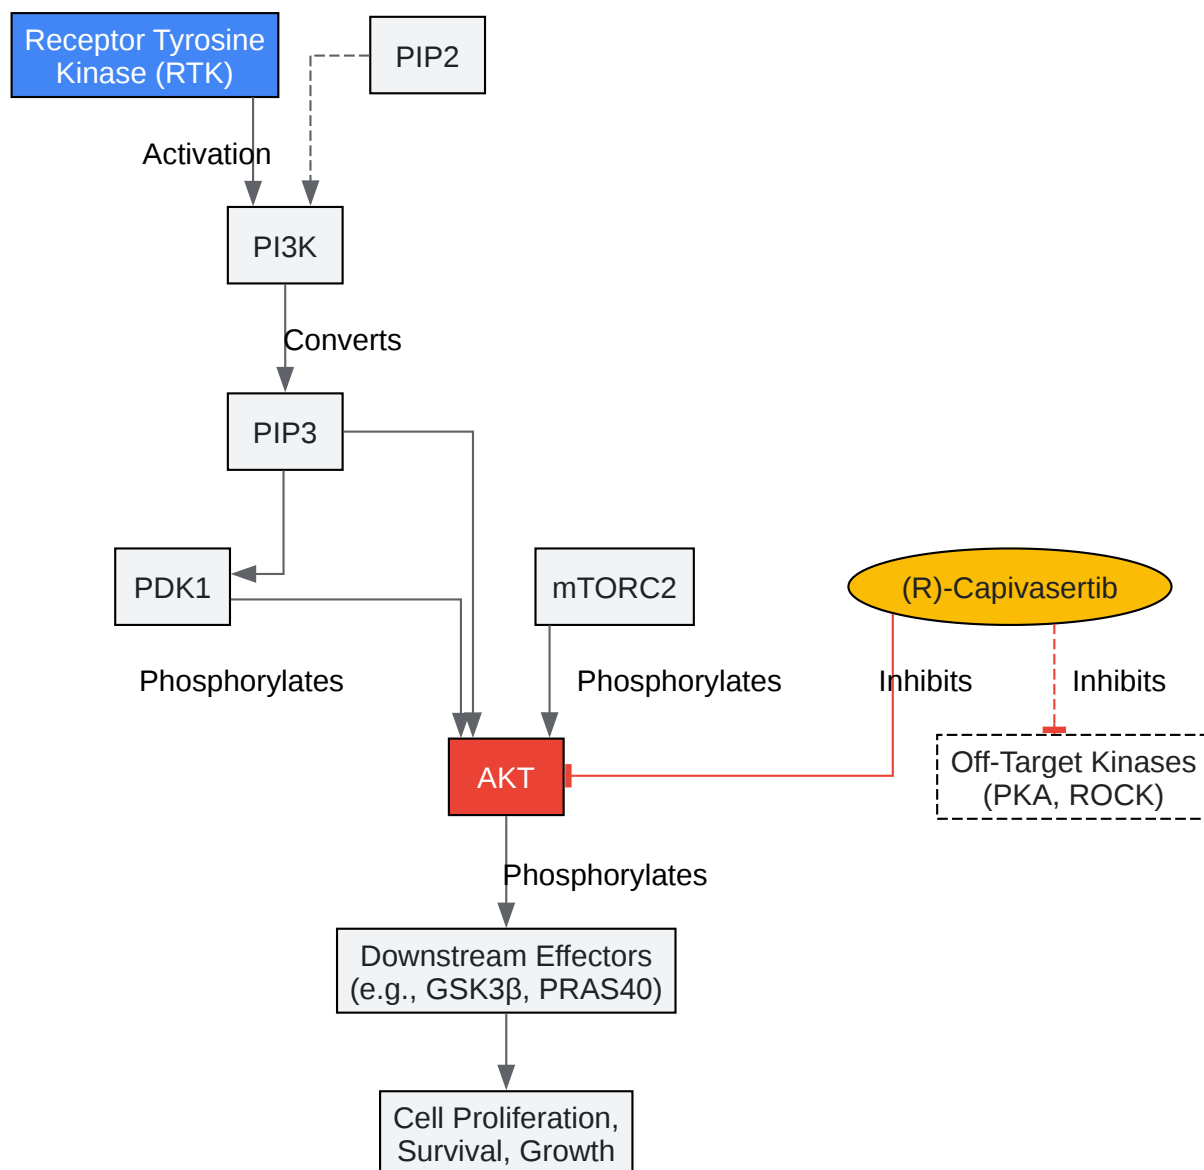 Receptor Tyrosine
Kinase (RTK)
PIP2
Activation
PI3K
Converts
PIP3
PDK1
mTORC2
(R)-Capivasertib
Phosphorylates
Phosphorylates
Inhibits
Inhibits
AKT
Off-Target Kinases
(PKA, ROCK)
Phosphorylates
Downstream Effectors
(e.g., GSK3β, PRAS40)
Cell Proliferation,
Survival, Growth